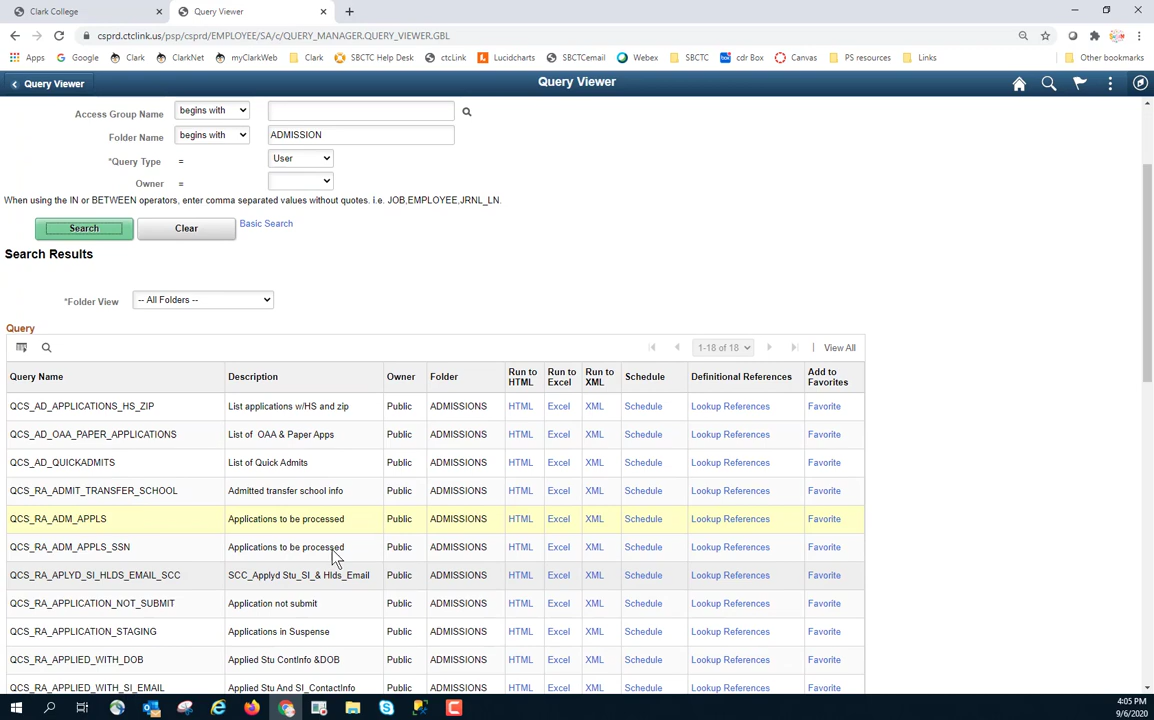 Clark College
Query Viewer
csprd.ctclink.us/psp/csprd/EMPLOYEE/SA/c/QUERY_MANAGER.QUERY_VIEWER.GBL
Apps Google Clark ClarkNet myClarkWeb Clark SBCTC Help Desk ctcLink Lucidcharts SBCTCemail Webex SBCTC cdr Box Canvas PS resources Links Other bookmarks
Query Viewer Query Viewer
Access Group Name begins with
Folder Name begins with ADMISSION
*Query Type = User
Owner =
When using the IN or BETWEEN operators, enter comma separated values without quotes. i.e. JOB,EMPLOYEE,JRNL_LN.
Search Clear Basic Search
Search Results
*Folder View -- All Folders --
Query
1-18 of 18 | View All
Query Name Description Owner Folder Run to HTML Run to Excel Run to XML Schedule Definitional References Add to Favorites
QCS_AD_APPLICATIONS_HS_ZIP List applications w/HS and zip Public ADMISSIONS HTML Excel XML Schedule Lookup References Favorite
QCS_AD_OAA_PAPER_APPLICATIONS List of OAA & Paper Apps Public ADMISSIONS HTML Excel XML Schedule Lookup References Favorite
QCS_AD_QUICKADMITS List of Quick Admits Public ADMISSIONS HTML Excel XML Schedule Lookup References Favorite
QCS_RA_ADMIT_TRANSFER_SCHOOL Admitted transfer school info Public ADMISSIONS HTML Excel XML Schedule Lookup References Favorite
QCS_RA_ADM_APPLS Applications to be processed Public ADMISSIONS HTML Excel XML Schedule Lookup References Favorite
QCS_RA_ADM_APPLS_SSN Applications to be processed Public ADMISSIONS HTML Excel XML Schedule Lookup References Favorite
QCS_RA_APLYD_SI_HLDS_EMAIL_SCC SCC_Applyd Stu_SI_& Hlds_Email Public ADMISSIONS HTML Excel XML Schedule Lookup References Favorite
QCS_RA_APPLICATION_NOT_SUBMIT Application not submit Public ADMISSIONS HTML Excel XML Schedule Lookup References Favorite
QCS_RA_APPLICATION_STAGING Applications in Suspense Public ADMISSIONS HTML Excel XML Schedule Lookup References Favorite
QCS_RA_APPLIED_WITH_DOB Applied Stu ContInfo &DOB Public ADMISSIONS HTML Excel XML Schedule Lookup References Favorite
QCS_RA_APPLIED_WITH_SI_EMAIL Applied Stu And SI_ContactInfo Public ADMISSIONS HTML Excel XML Schedule Lookup References Favorite
4:05 PM
9/6/2020